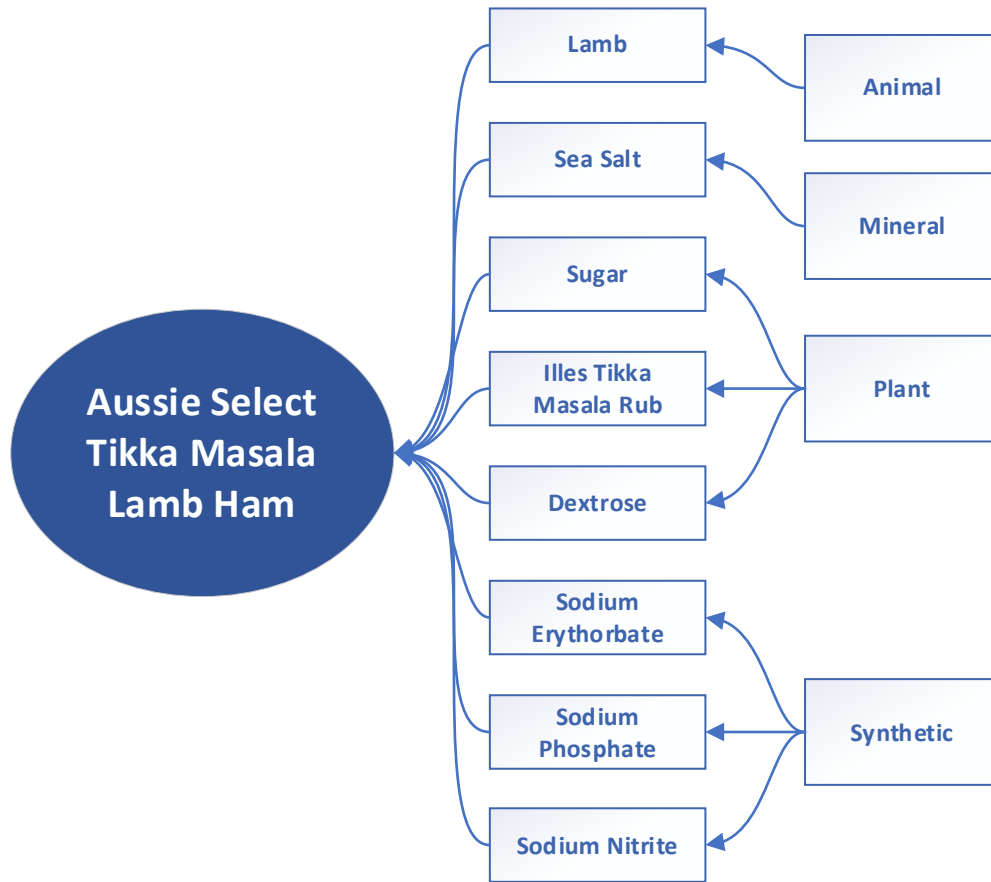 Lamb
Animal
Sea Salt
Mineral
Sugar
Illes Tikka
Masala Rub
Plant
Aussie Select
Tikka Masala
Lamb Ham
Dextrose
Sodium
Erythorbate
Sodium
Phosphate
Synthetic
Sodium Nitrite